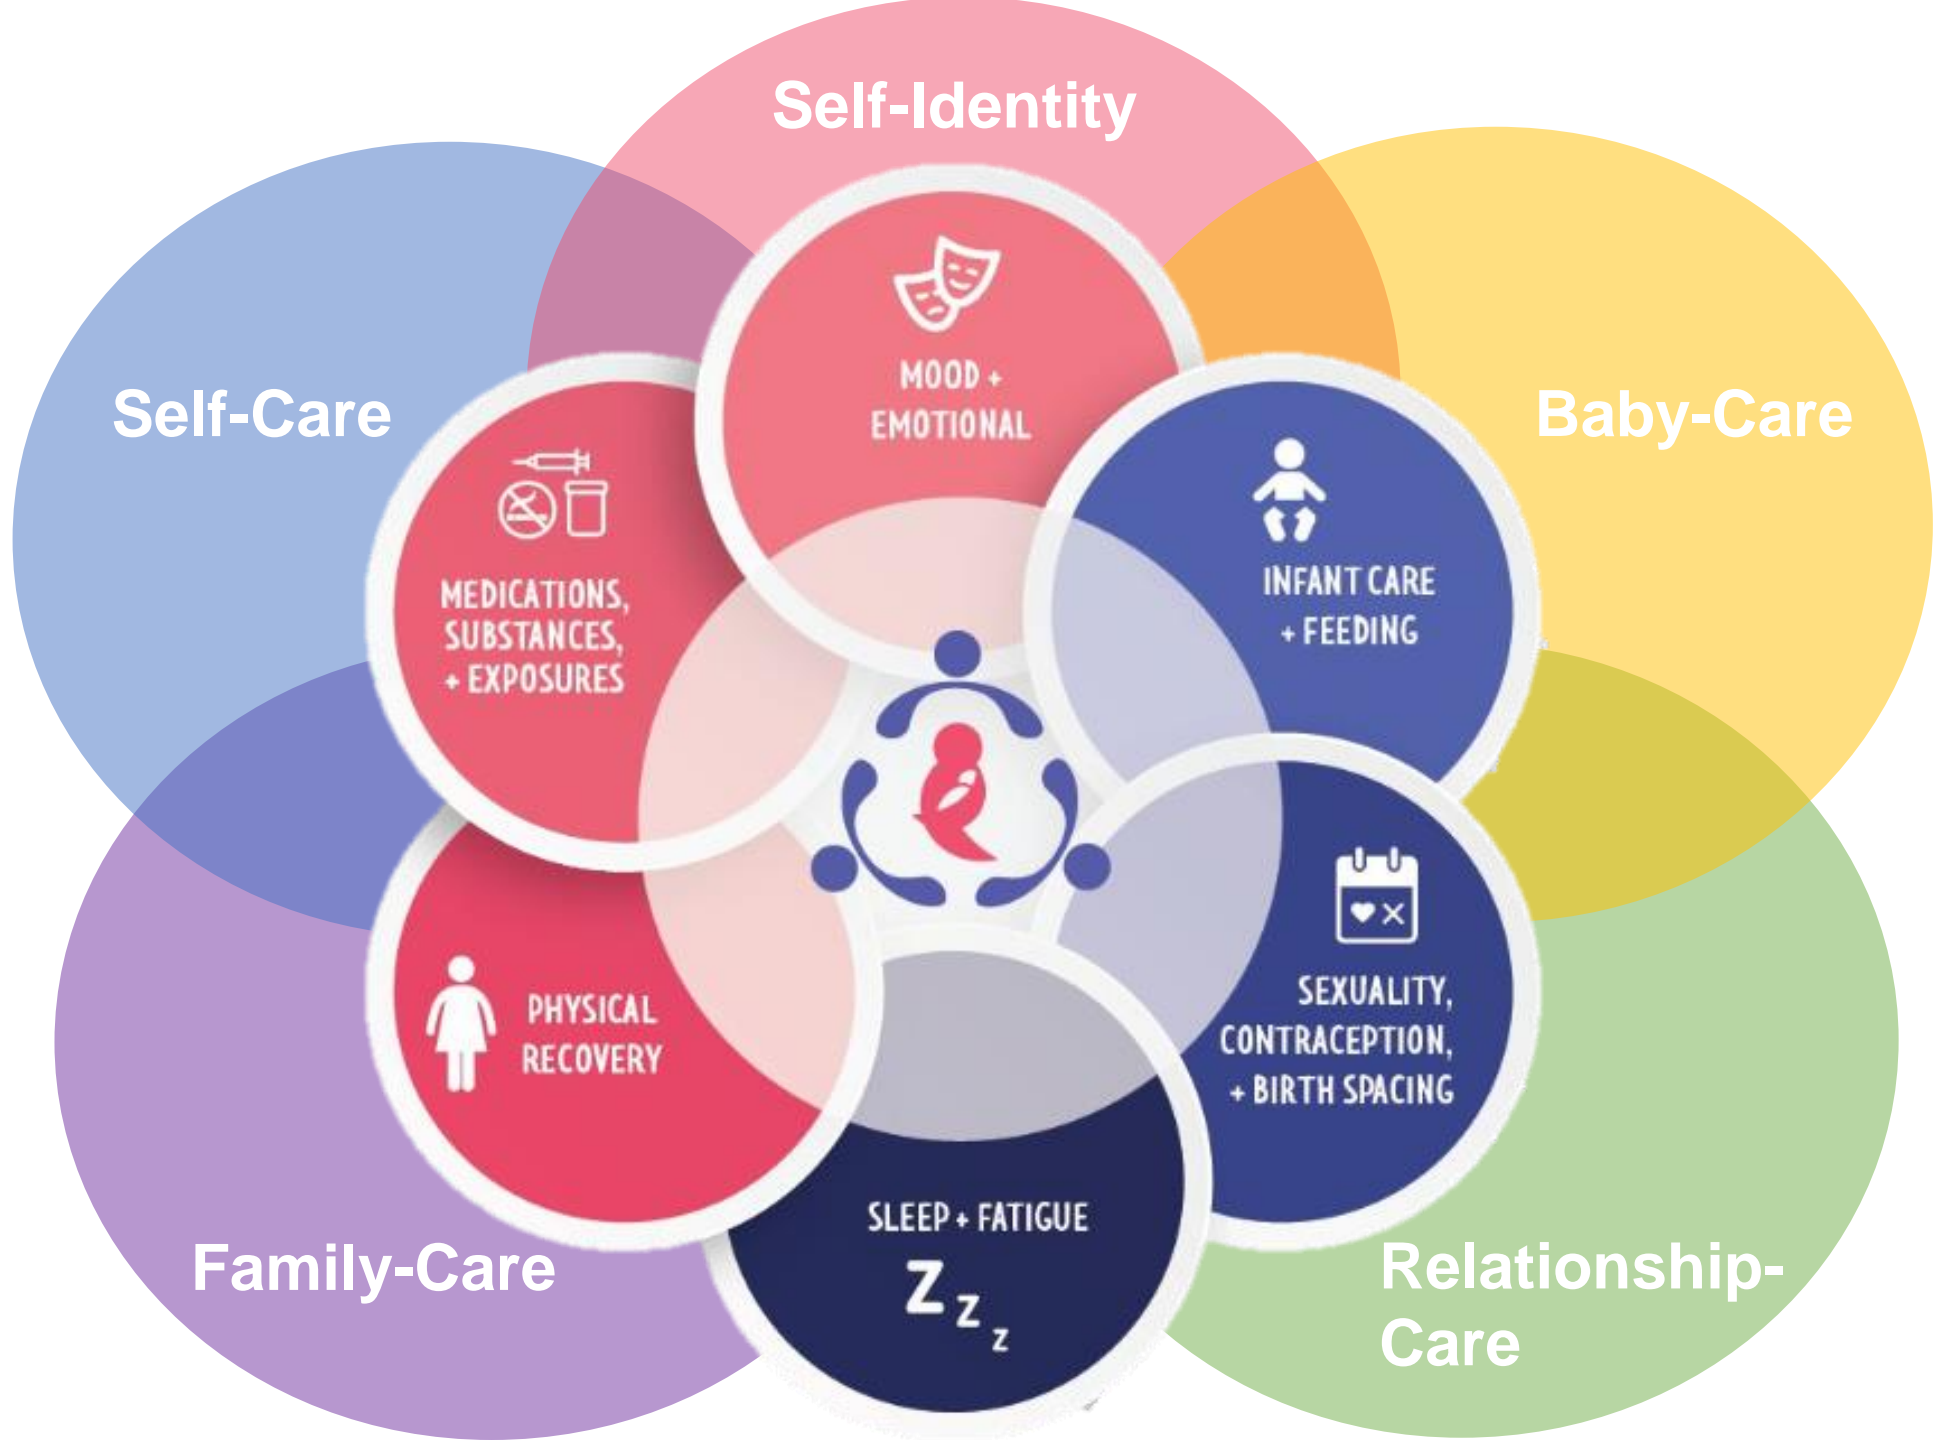 Self-Identity
Self-Care
Baby-Care
MOOD +
EMOTIONAL
MEDICATIONS,
SUBSTANCES,
+ EXPOSURES
INFANT CARE
+ FEEDING
PHYSICAL
RECOVERY
SEXUALITY,
CONTRACEPTION,
+ BIRTH SPACING
SLEEP + FATIGUE
Z z z
Family-Care
Relationship-
Care